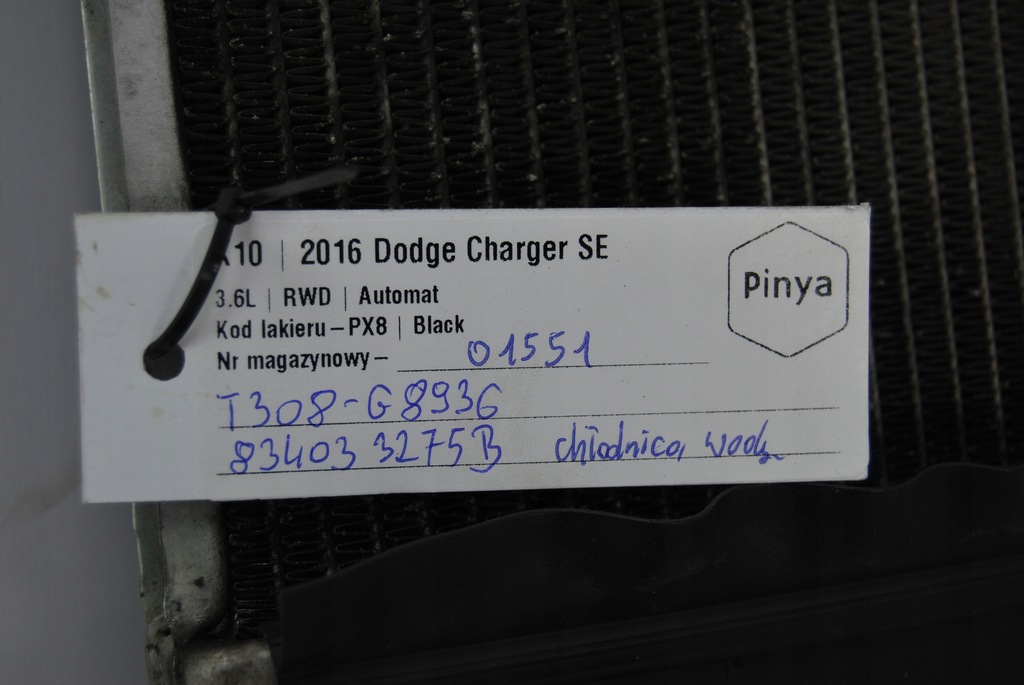 10 | 2016 Dodge Charger SE
3.6L | RWD | Automat
Kod lakieru – PX8 | Black
Nr magazynowy – 01551
T308-G8936
834033275B chłodnica wody
Pinya